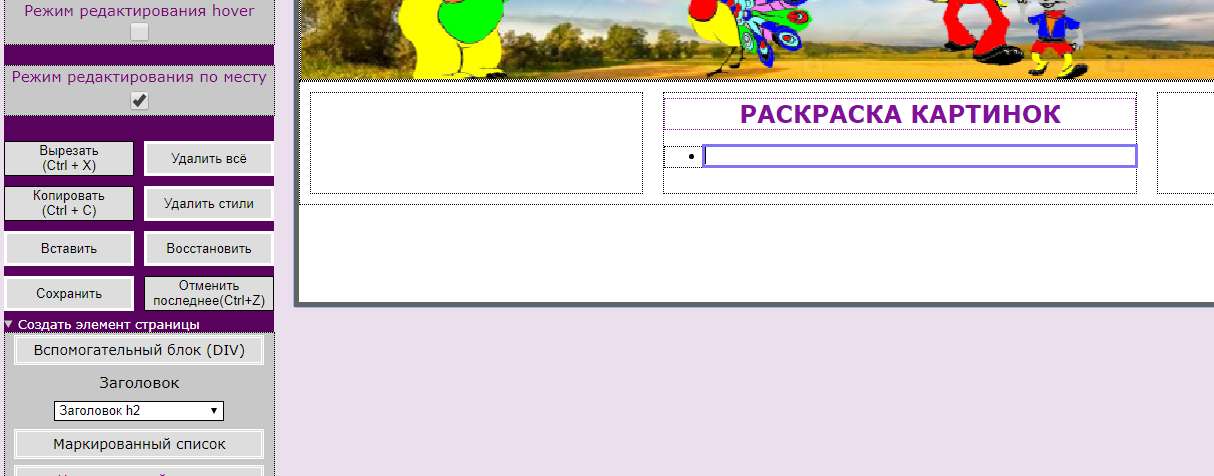 Режим редактирования hover
Режим редактирования по месту
Вырезать
(Ctrl + X)
Удалить всё
Копировать
(Ctrl + C)
Удалить стили
Вставить
Восстановить
Сохранить
Отменить
последнее(Ctrl+Z)
Создать элемент страницы
Вспомогательный блок (DIV)
Заголовок
Заголовок h2
Маркированный список
РАСКРАСКА КАРТИНОК